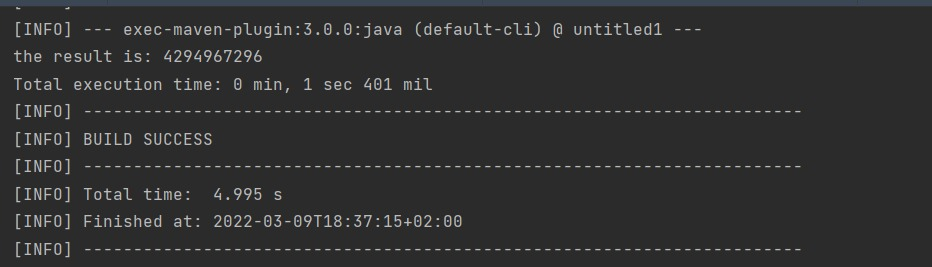 [INFO] --- exec-maven-plugin:3.0.0:java (default-cli) @ untitled1 ---
the result is: 4294967296
Total execution time: 0 min, 1 sec 401 mil
[INFO] ------------------------------------------------------------------------
[INFO] BUILD SUCCESS
[INFO] ------------------------------------------------------------------------
[INFO] Total time:  4.995 s
[INFO] Finished at: 2022-03-09T18:37:15+02:00
[INFO] ------------------------------------------------------------------------